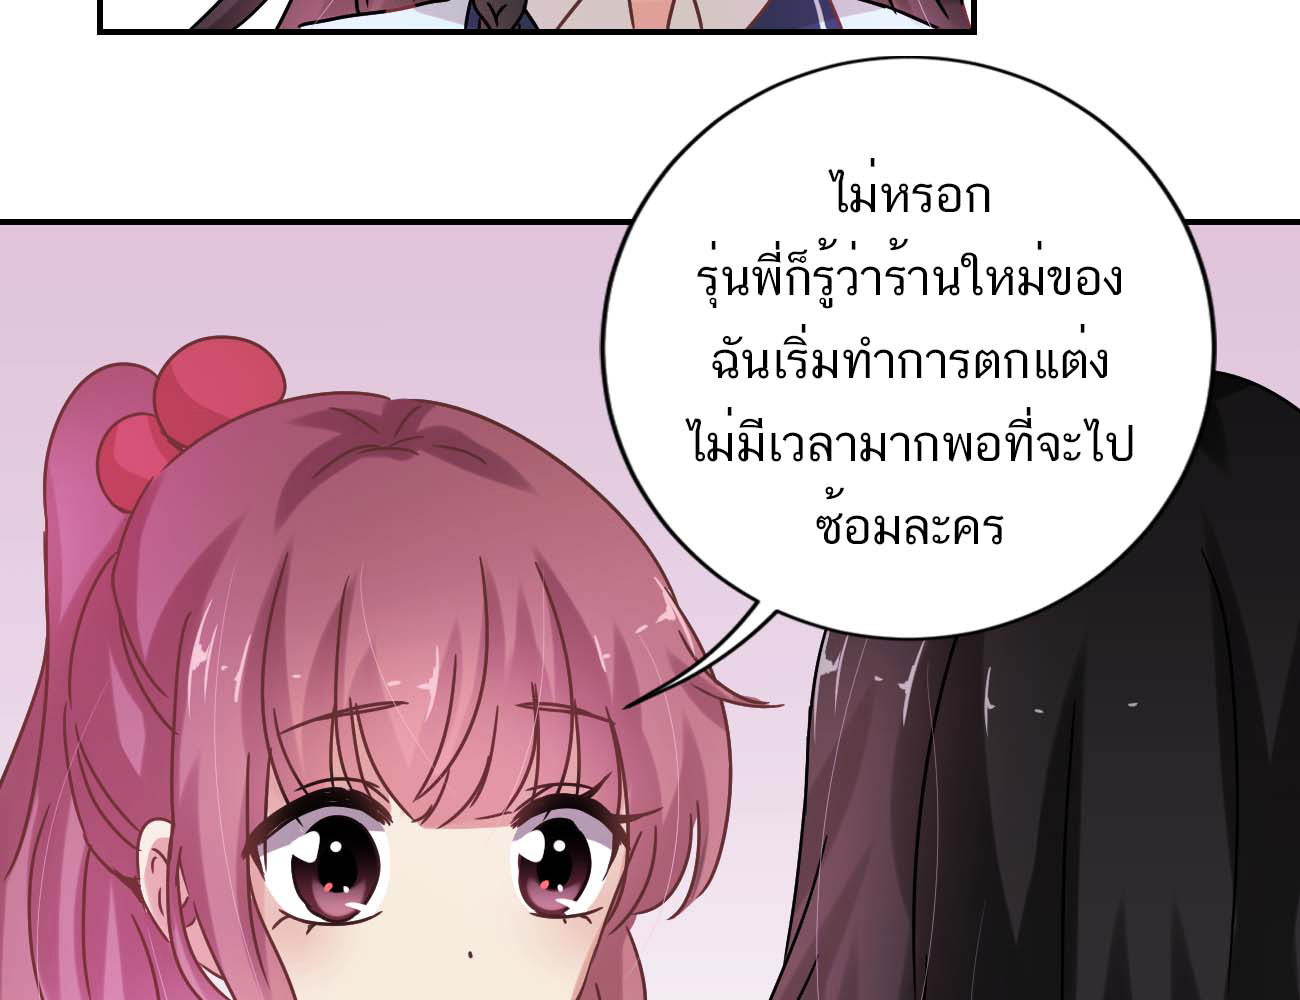 ไม่หรอก
รุ่นพี่ก็รู้ว่าร้านใหม่ของ
ฉันเริ่มทำการตกแต่ง
ไม่มีเวลามากพอที่จะไป
ซ้อมละคร